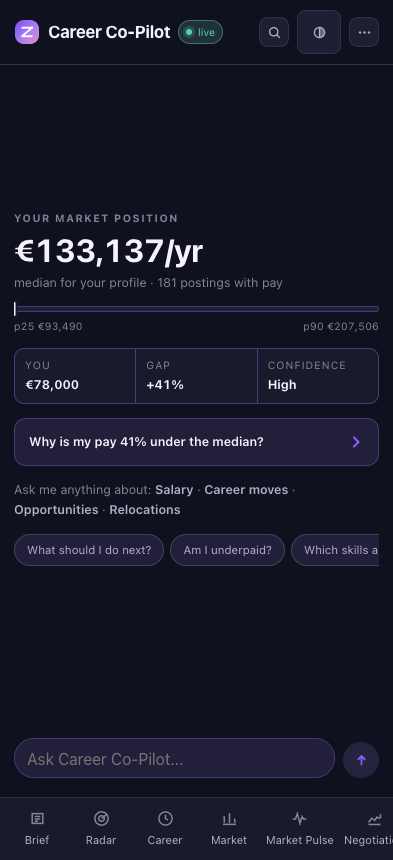 Career Co-Pilot
live
YOUR MARKET POSITION
€133,137/yr
median for your profile · 181 postings with pay
p25 €93,490
p90 €207,506
YOU
€78,000
GAP
+41%
CONFIDENCE
High
Why is my pay 41% under the median?
Ask me anything about: Salary · Career moves ·
Opportunities · Relocations
What should I do next?
Am I underpaid?
Which skills a
Ask Career Co-Pilot...
Brief
Radar
Career
Market
Market Pulse
Negotiati